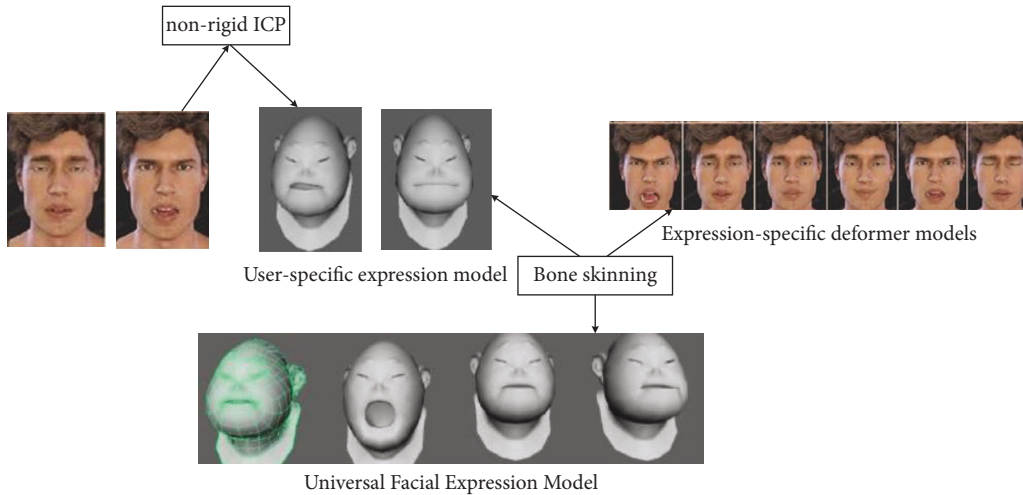 non-rigid ICP
User-specific expression model
Expression-specific deformer models
Bone skinning
Universal Facial Expression Model